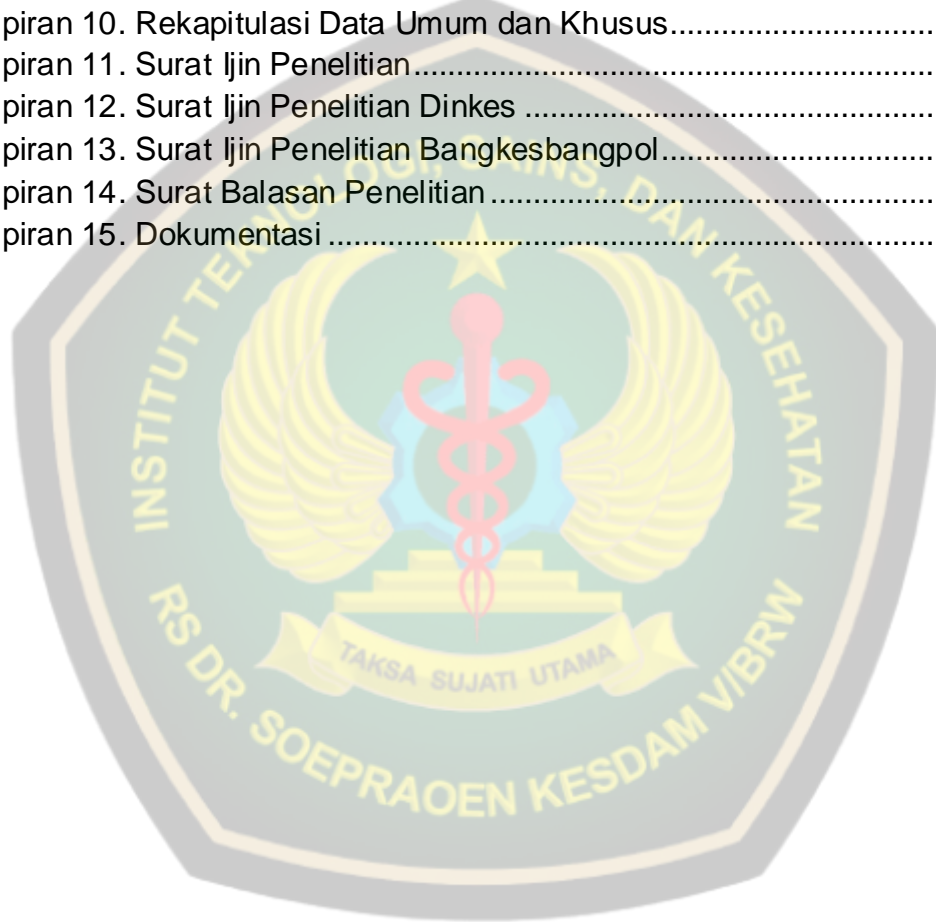 piran 10. Rekapitulasi Data Umum dan Khusus................................
piran 11. Surat Ijin Penelitian................................................................
piran 12. Surat Ijin Penelitian Dinkes ..................................................
piran 13. Surat Ijin Penelitian Bangkesbangpol.................................
piran 14. Surat Balasan Penelitian ......................................................
piran 15. Dokumentasi .........................................................................
INSTITUT TEKNOLOGI, SAINS, DAN KESEHATAN
TAKSA SUJATI UTAMA
RS DR. SOEPRAOEN KESDAM V/BRW